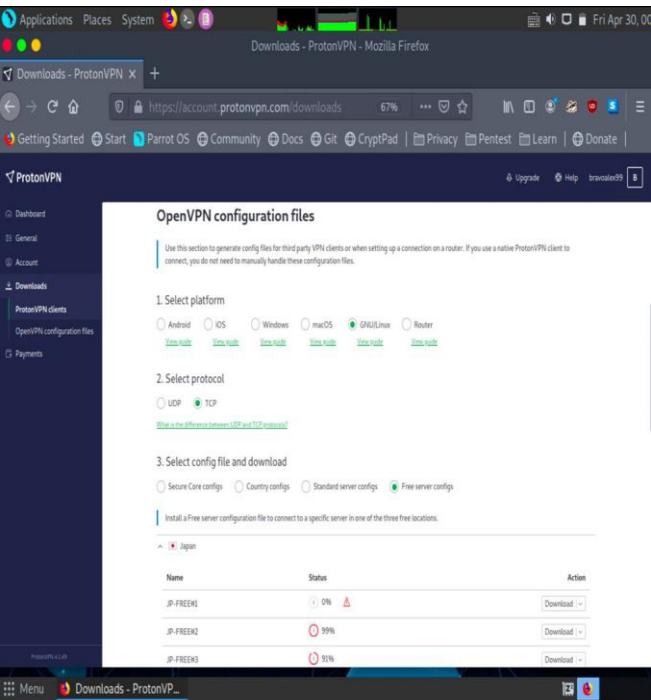 Applications Places System Fri Apr 30, 00
Downloads - ProtonVPN - Mozilla Firefox
Downloads - ProtonVPN × +
https://account.protonvpn.com/downloads 67%
Getting Started Start Parrot OS Community Docs Git CryptPad Privacy Pentest Learn Donate
ProtonVPN Upgrade Help bravoalex99 B
Dashboard
General
Account
Downloads
ProtonVPN clients
OpenVPN configuration files
Payments
OpenVPN configuration files
Use this section to generate config files for third party VPN clients or when setting up a connection on a router. If you use a native ProtonVPN client to
connect, you do not need to manually handle these configuration files.
1. Select platform
Android iOS Windows macOS GNU/Linux Router
View guide View guide View guide View guide View guide View guide
2. Select protocol
UDP TCP
What is the difference between UDP and TCP protocols?
3. Select config file and download
Secure Core configs Country configs Standard server configs Free server configs
Install a Free server configuration file to connect to a specific server in one of the three free locations.
Japan
Name Status Action
JP-FREE#1 0% Download
JP-FREE#2 99% Download
JP-FREE#3 91% Download
Menu Downloads - ProtonVP...